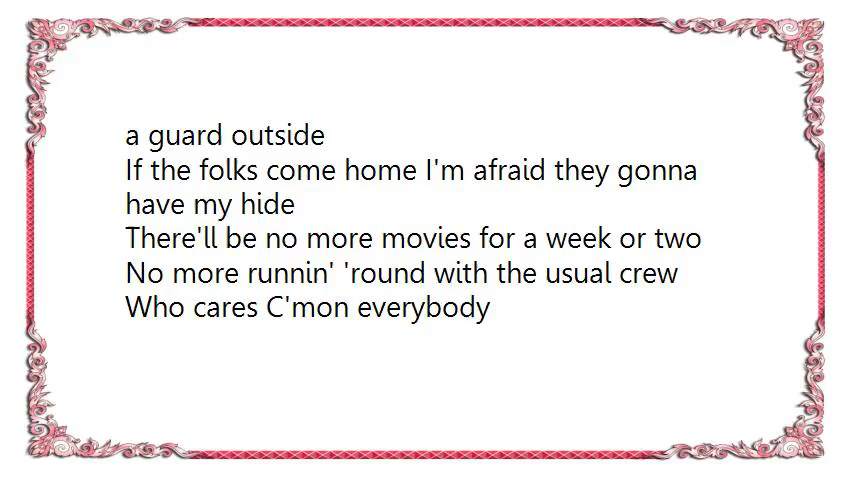 a guard outside
If the folks come home I'm afraid they gonna
have my hide
There'll be no more movies for a week or two
No more runnin' 'round with the usual crew
Who cares C'mon everybody